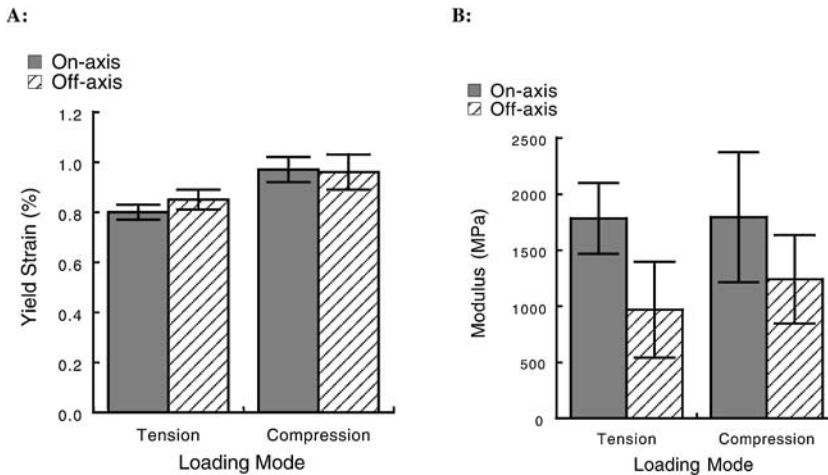 A:
On-axis
Off-axis
1.2
1.0
0.8
0.6
0.4
0.2
0.0
Yield Strain (%)
Tension Compression
Loading Mode
B:
On-axis
Off-axis
2500
2000
1500
1000
500
0
Modulus (MPa)
Tension Compression
Loading Mode